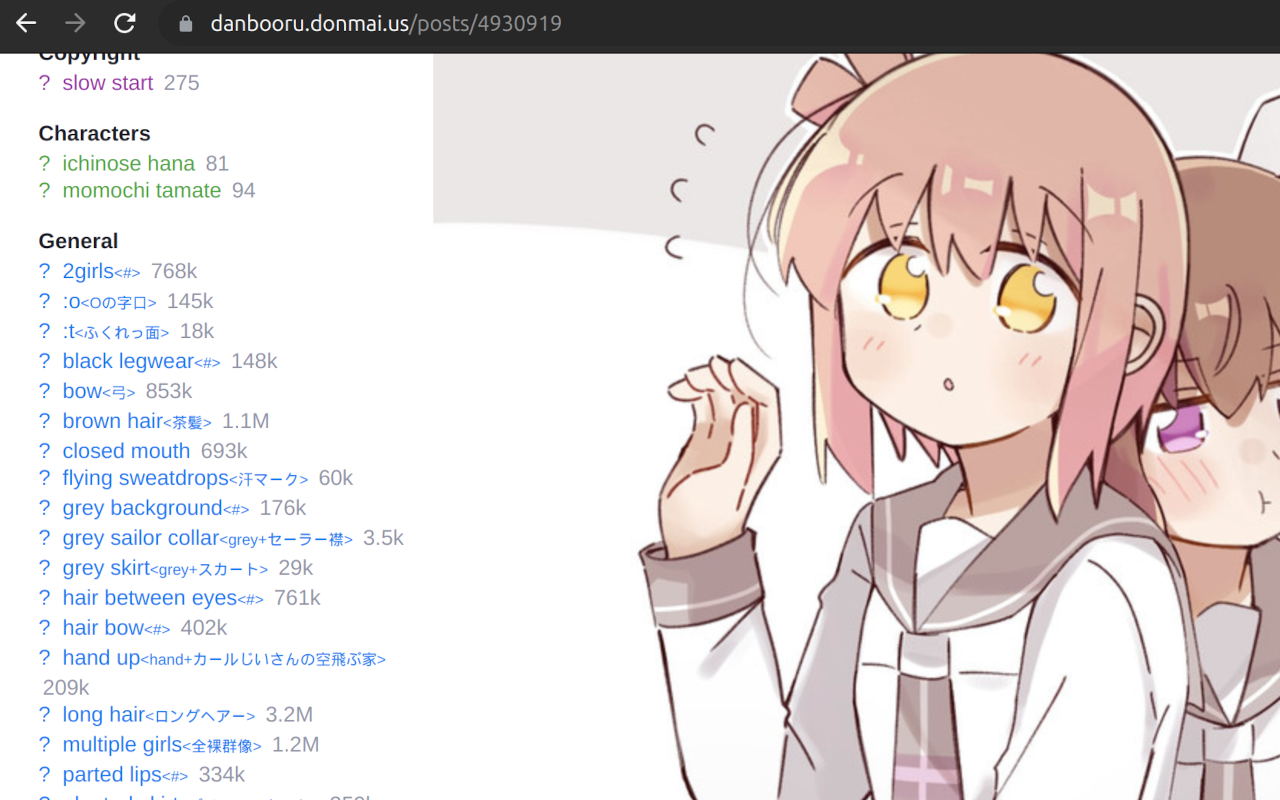 danbooru.donmai.us/posts/4930919
Copyright
? slow start 275
Characters
? ichinose hana 81
? momochi tamate 94
General
? 2girls<#> 768k
? :o<Oの字口> 145k
? :t<ふくれっ面> 18k
? black legwear<#> 148k
? bow<弓> 853k
? brown hair<茶髪> 1.1M
? closed mouth 693k
? flying sweatdrops<汗マーク> 60k
? grey background<#> 176k
? grey sailor collar<grey+セーラー襟> 3.5k
? grey skirt<grey+スカート> 29k
? hair between eyes<#> 761k
? hair bow<#> 402k
? hand up<hand+カールじいさんの空飛ぶ家>
209k
? long hair<ロングヘアー> 3.2M
? multiple girls<全裸群像> 1.2M
? parted lips<#> 334k